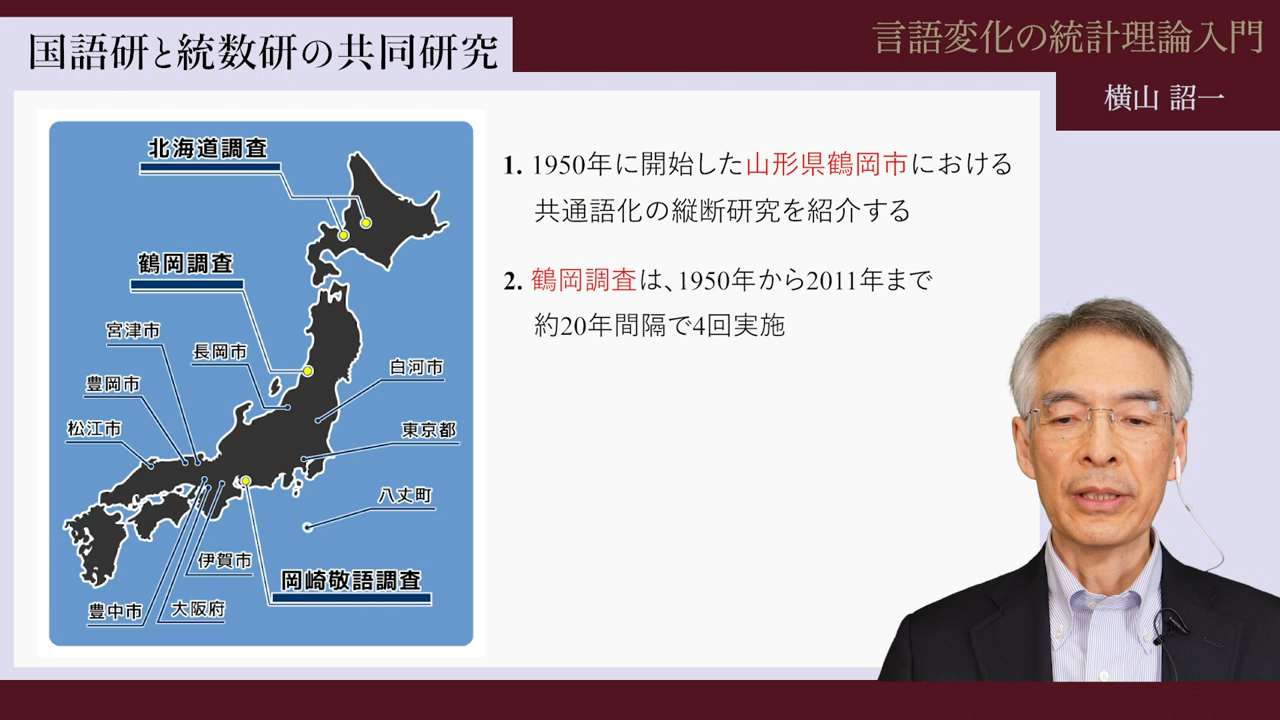 国語研と統数研の共同研究
言語変化の統計理論入門
横山 詔一
北海道調査
鶴岡調査
宮津市
長岡市
豊岡市
白河市
松江市
東京都
八丈町
伊賀市
岡崎敬語調査
豊中市
大阪府
1. 1950年に開始した山形県鶴岡市における
共通語化の縦断研究を紹介する
2. 鶴岡調査は、1950年から2011年まで
約20年間隔で4回実施